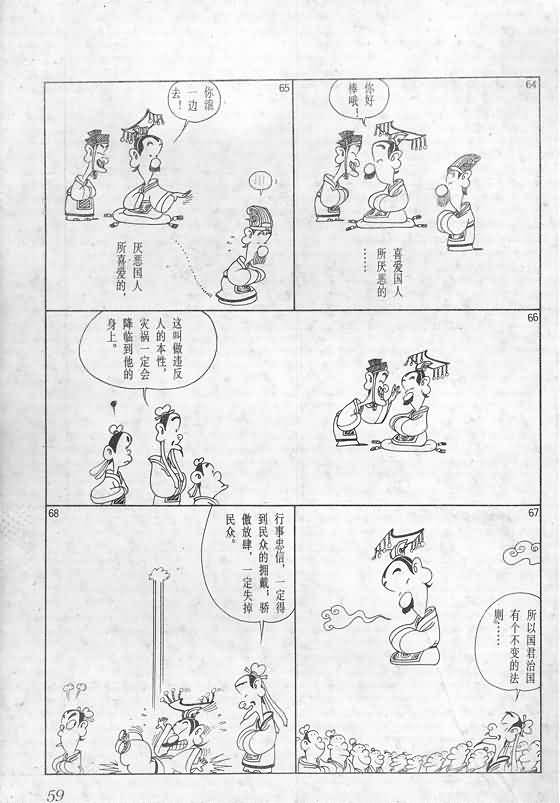 64
你好
棒哦！
喜爱国人
所厌恶的
……
65
你滚
一边
去！
厌恶国人
所喜爱的，
66
这叫做违反
人的本性，
灾祸一定会
降临到他的
身上。
67
所以国君治国
有个不变的法
则……
68
行事忠信，一定得
到民众的拥戴；骄
傲放肆，一定失掉
民众。
59